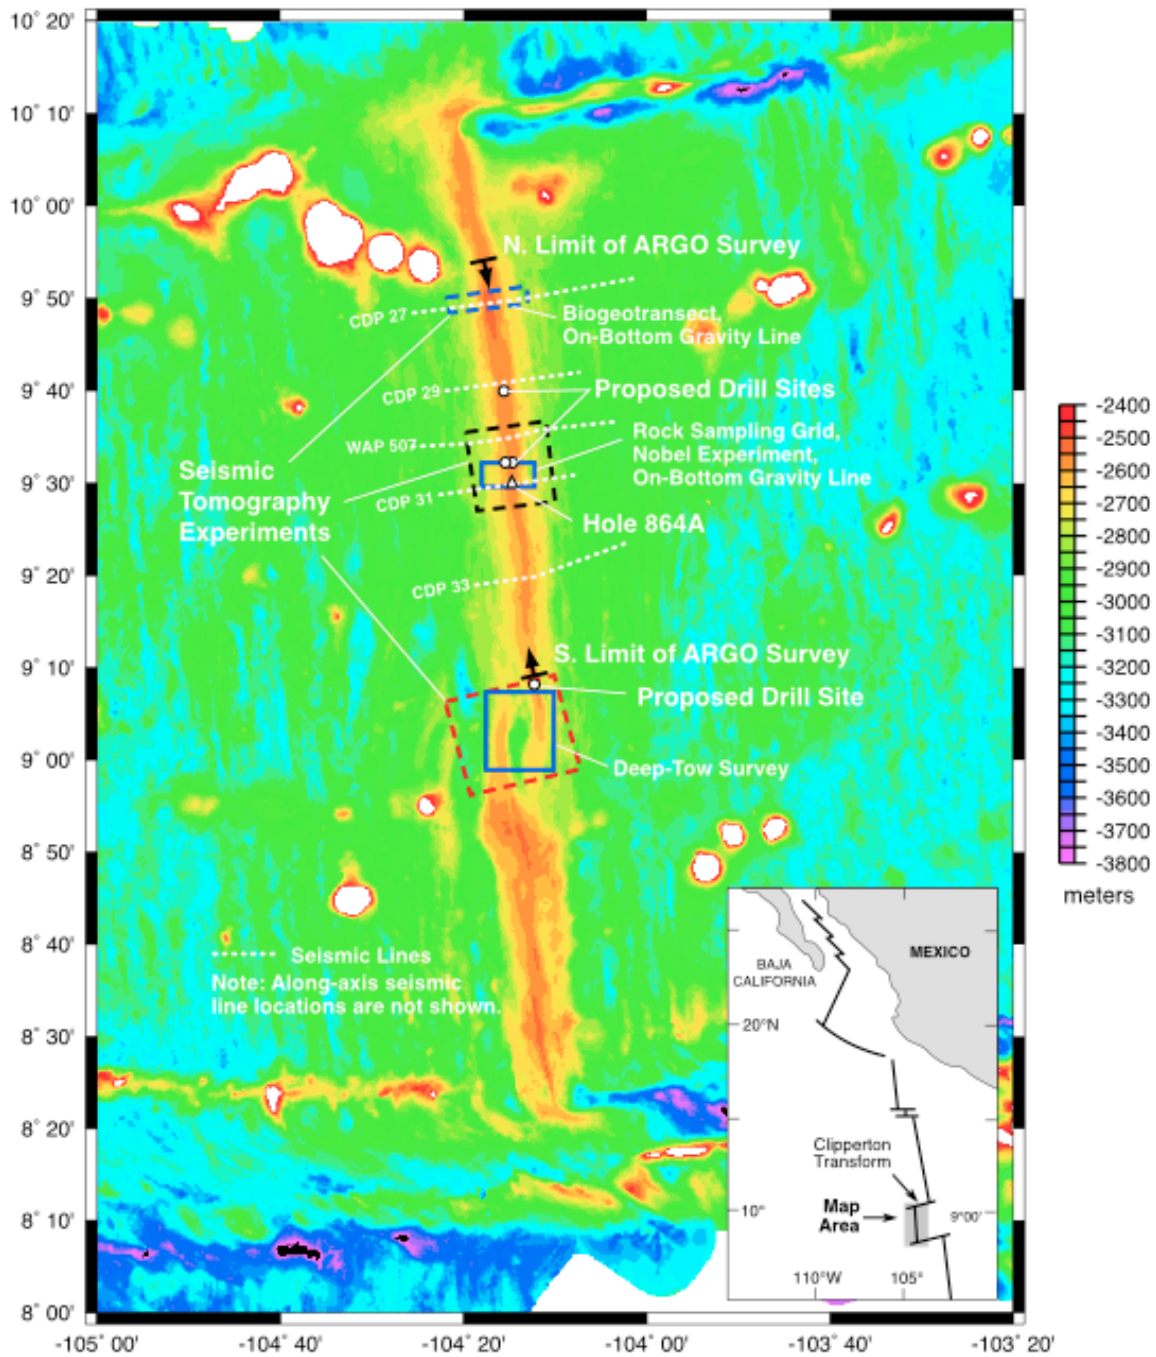 10° 20'
10° 10'
10° 00'
9° 50'
9° 40'
9° 30'
9° 20'
9° 10'
9° 00'
8° 50'
8° 40'
8° 30'
8° 20'
8° 10'
8° 00'
-105° 00'
-104° 40'
-104° 20'
-104° 00'
-103° 40'
-103° 20'
N. Limit of ARGO Survey
CDP 27
Biogeotransect,
On-Bottom Gravity Line
CDP 29
Proposed Drill Sites
WAP 507
Rock Sampling Grid,
Nobel Experiment,
On-Bottom Gravity Line
Seismic
Tomography
Experiments
CDP 31
Hole 864A
CDP 33
S. Limit of ARGO Survey
Proposed Drill Site
Deep-Tow Survey
Seismic Lines
Note: Along-axis seismic
line locations are not shown.
-2400
-2500
-2600
-2700
-2800
-2900
-3000
-3100
-3200
-3300
-3400
-3500
-3600
-3700
-3800
meters
BAJA
CALIFORNIA
MEXICO
20°N
Clipperton
Transform
Map
Area
10°
9°00'
110°W
105°